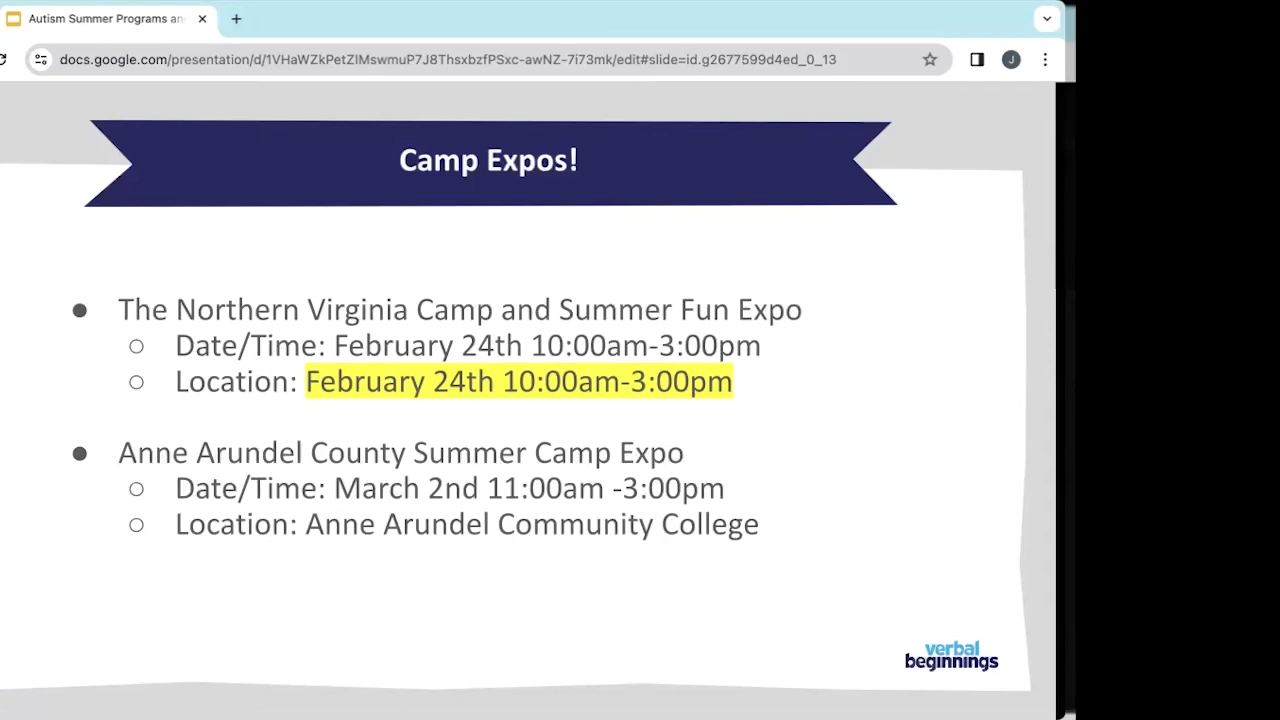 Autism Summer Programs an
docs.google.com/presentation/d/1VHaWZkPetZlMswmuP7J8ThsxbzfPSxc-awNZ-7i73mk/edit#slide=id.g2677599d4ed_0_13
J
Camp Expos!
● The Northern Virginia Camp and Summer Fun Expo
○ Date/Time: February 24th 10:00am-3:00pm
○ Location: February 24th 10:00am-3:00pm
● Anne Arundel County Summer Camp Expo
○ Date/Time: March 2nd 11:00am -3:00pm
○ Location: Anne Arundel Community College
verbal
beginnings